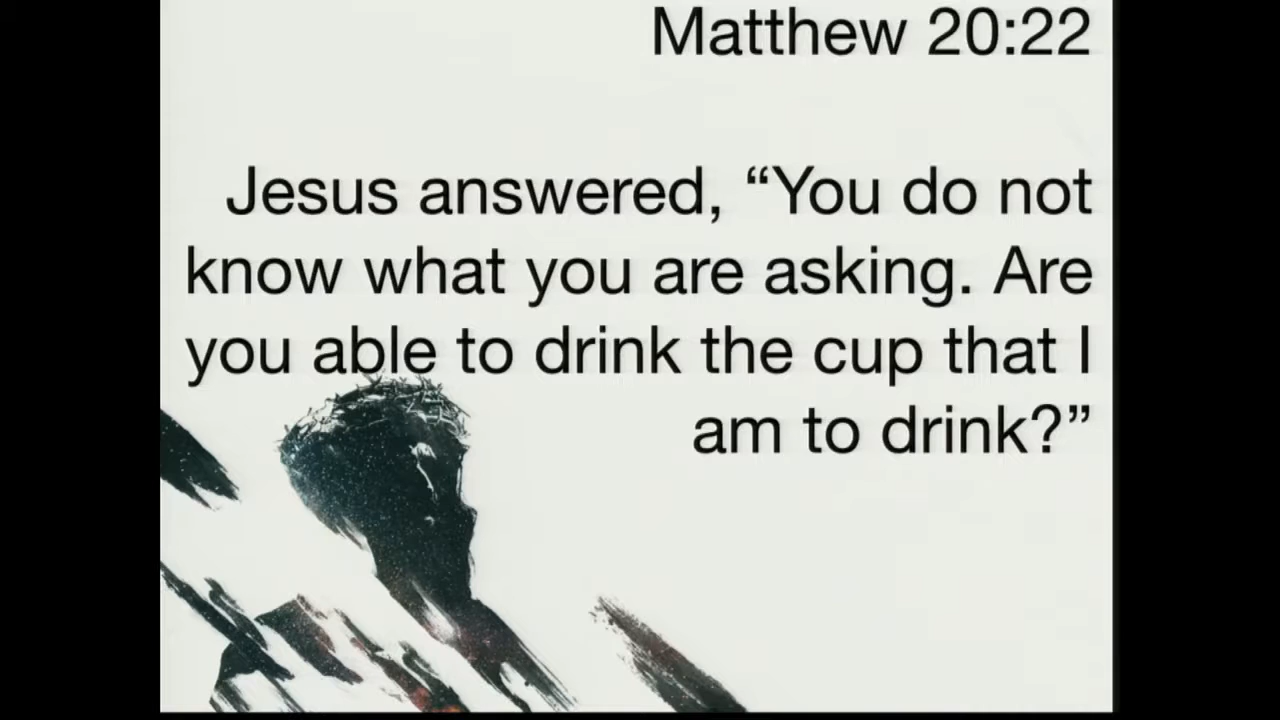 Matthew 20:22
Jesus answered, “You do not
know what you are asking. Are
you able to drink the cup that I
am to drink?”